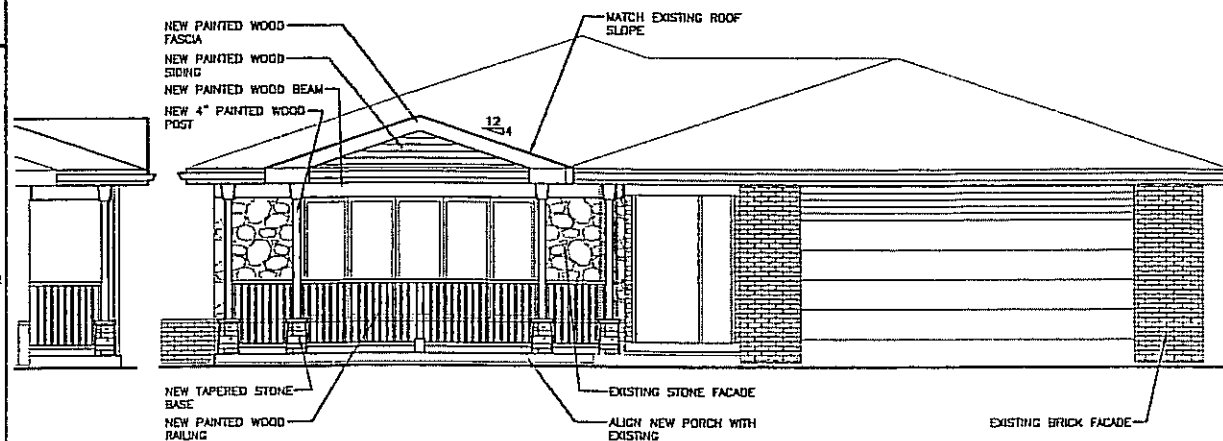 NEW PAINTED WOOD
FASCIA
NEW PAINTED WOOD
SIDING
NEW PAINTED WOOD BEAM
NEW 4" PAINTED WOOD
POST
MATCH EXISTING ROOF
SLOPE
12
4
NEW TAPERED STONE
BASE
NEW PAINTED WOOD
RAILING
EXISTING STONE FACADE
ALIGN NEW PORCH WITH
EXISTING
EXISTING BRICK FACADE